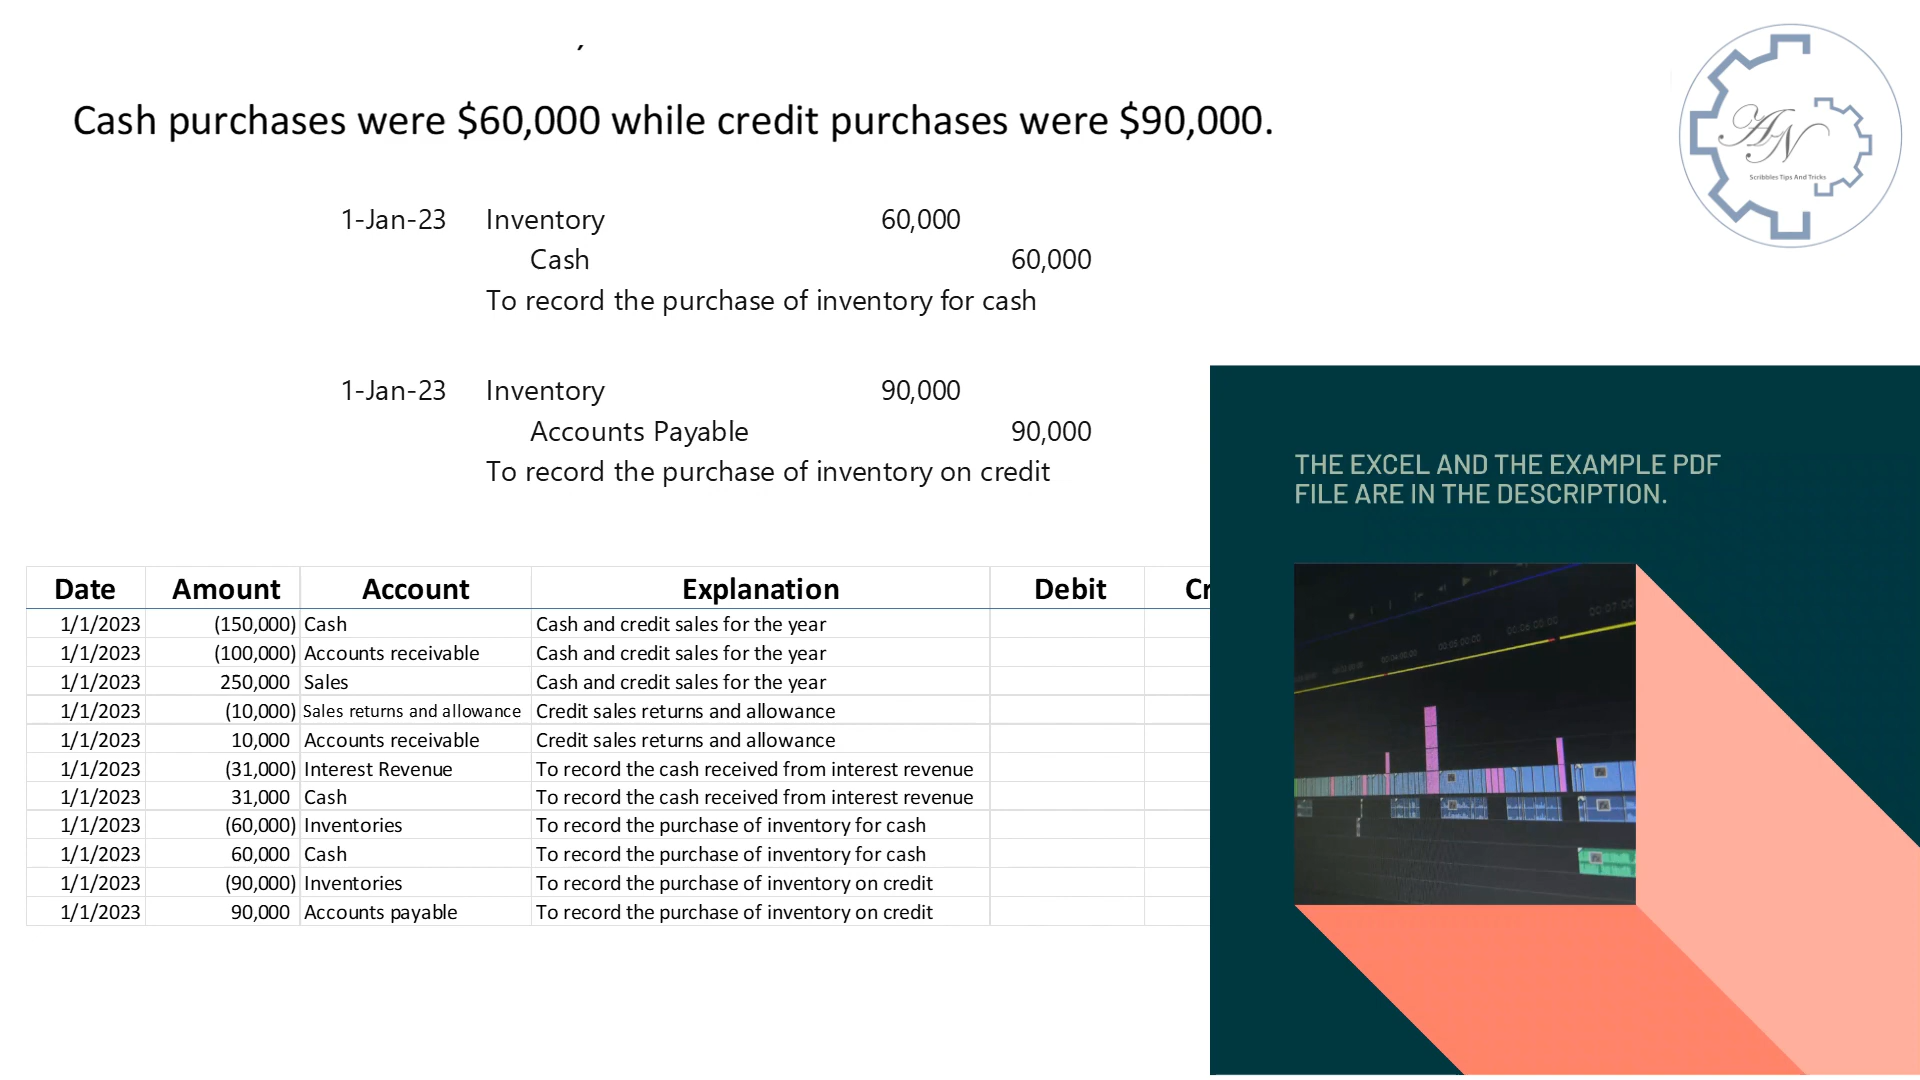 Cash purchases were $60,000 while credit purchases were $90,000.
1-Jan-23 Inventory 60,000
Cash 60,000
To record the purchase of inventory for cash
1-Jan-23 Inventory 90,000
Accounts Payable 90,000
To record the purchase of inventory on credit
Date Amount Account Explanation Debit
1/1/2023 (150,000) Cash Cash and credit sales for the year
1/1/2023 (100,000) Accounts receivable Cash and credit sales for the year
1/1/2023 250,000 Sales Cash and credit sales for the year
1/1/2023 (10,000) Sales returns and allowance Credit sales returns and allowance
1/1/2023 10,000 Accounts receivable Credit sales returns and allowance
1/1/2023 (31,000) Interest Revenue To record the cash received from interest revenue
1/1/2023 31,000 Cash To record the cash received from interest revenue
1/1/2023 (60,000) Inventories To record the purchase of inventory for cash
1/1/2023 60,000 Cash To record the purchase of inventory for cash
1/1/2023 (90,000) Inventories To record the purchase of inventory on credit
1/1/2023 90,000 Accounts payable To record the purchase of inventory on credit
AN
Scribbles Tips And Tricks
THE EXCEL AND THE EXAMPLE PDF
FILE ARE IN THE DESCRIPTION.